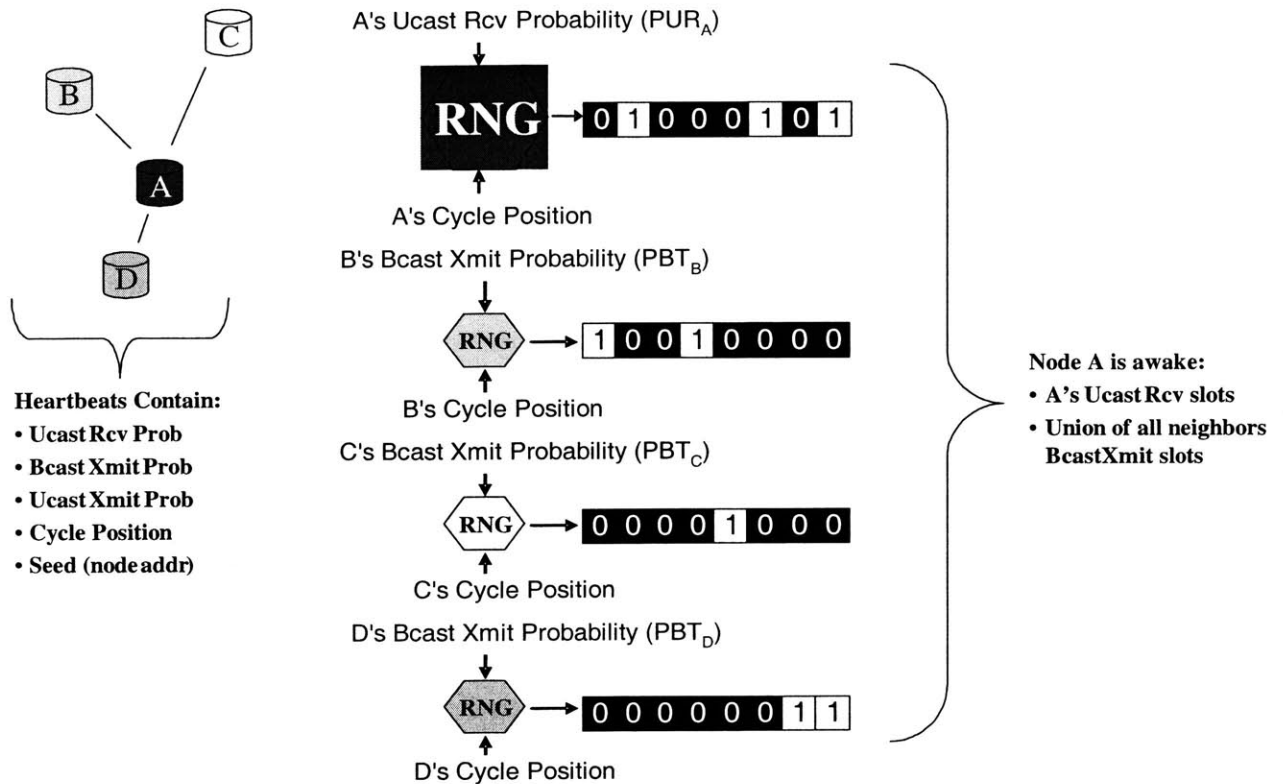 C
B
A
D
Heartbeats Contain:
• Ucast Rcv Prob
• Bcast Xmit Prob
• Ucast Xmit Prob
• Cycle Position
• Seed (node addr)
A's Ucast Rcv Probability (PUR_A)
RNG
0 1 0 0 0 1 0 1
A's Cycle Position
B's Bcast Xmit Probability (PBT_B)
RNG
1 0 0 1 0 0 0 0
B's Cycle Position
C's Bcast Xmit Probability (PBT_C)
RNG
0 0 0 0 1 0 0 0
C's Cycle Position
D's Bcast Xmit Probability (PBT_D)
RNG
0 0 0 0 0 0 1 1
D's Cycle Position
Node A is awake:
• A's Ucast Rcv slots
• Union of all neighbors
BcastXmit slots